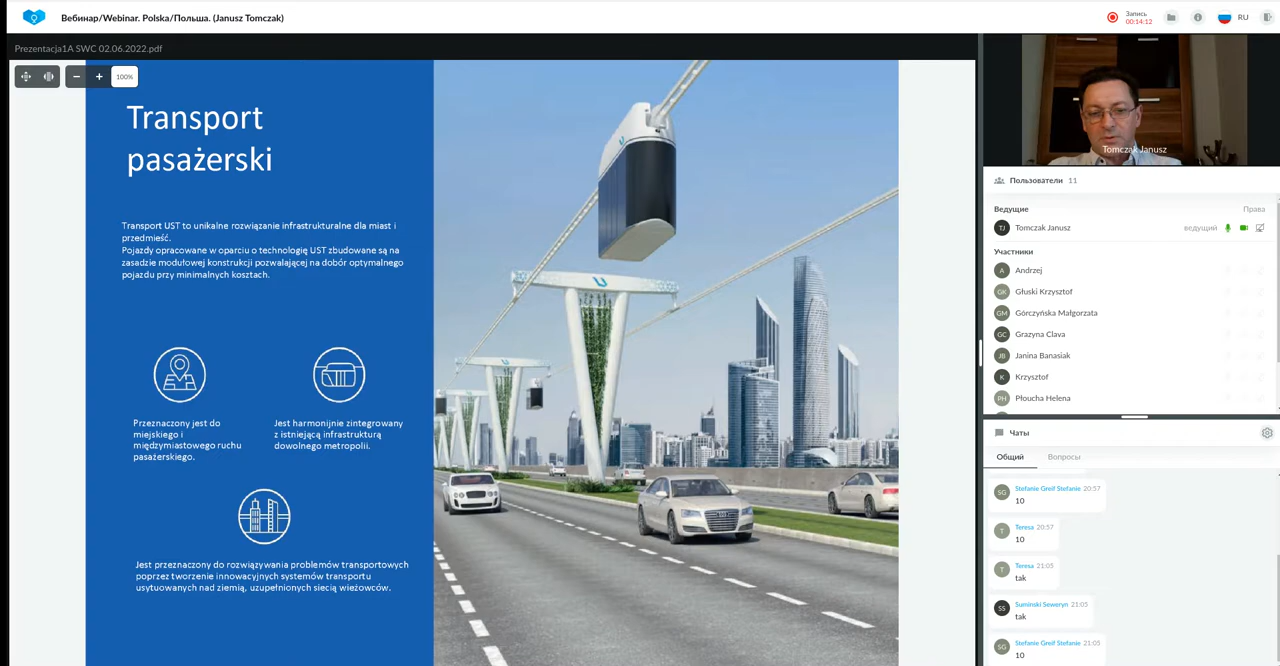 Вебинар/Webinar. Polska/Польша. (Janusz Tomczak)
Запись
00:14:12
RU
Prezentacja1A SWC 02.06.2022.pdf
100%
Transport
pasażerski
Transport UST to unikalne rozwiązanie infrastrukturalne dla miast i
przedmieść.
Pojazdy opracowane w oparciu o technologię UST zbudowane są na
zasadzie modułowej konstrukcji pozwalającej na dobór optymalnego
pojazdu przy minimalnych kosztach.
Przeznaczony jest do
miejskiego i
międzymiastowego ruchu
pasażerskiego.
Jest harmonijnie zintegrowany
z istniejącą infrastrukturą
dowolnego metropolii.
Jest przeznaczony do rozwiązywania problemów transportowych
poprzez tworzenie innowacyjnych systemów transportu
usytuowanych nad ziemią, uzupełnionych siecią wieżowców.
Tomczak Janusz
Пользователи 11
Ведущие Права
TJ Tomczak Janusz ведущий
Участники
A Andrzej
GK Głuski Krzysztof
GM Górczyńska Małgorzata
GC Grazyna Clava
JB Janina Banasiak
K Krzysztof
PH Płoucha Helena
Чаты
Общий Вопросы
SG Stefanie Greif Stefanie 20:57
10
T Teresa 20:57
10
T Teresa 21:05
tak
SS Sumiński Seweryn 21:05
tak
SG Stefanie Greif Stefanie 21:05
10